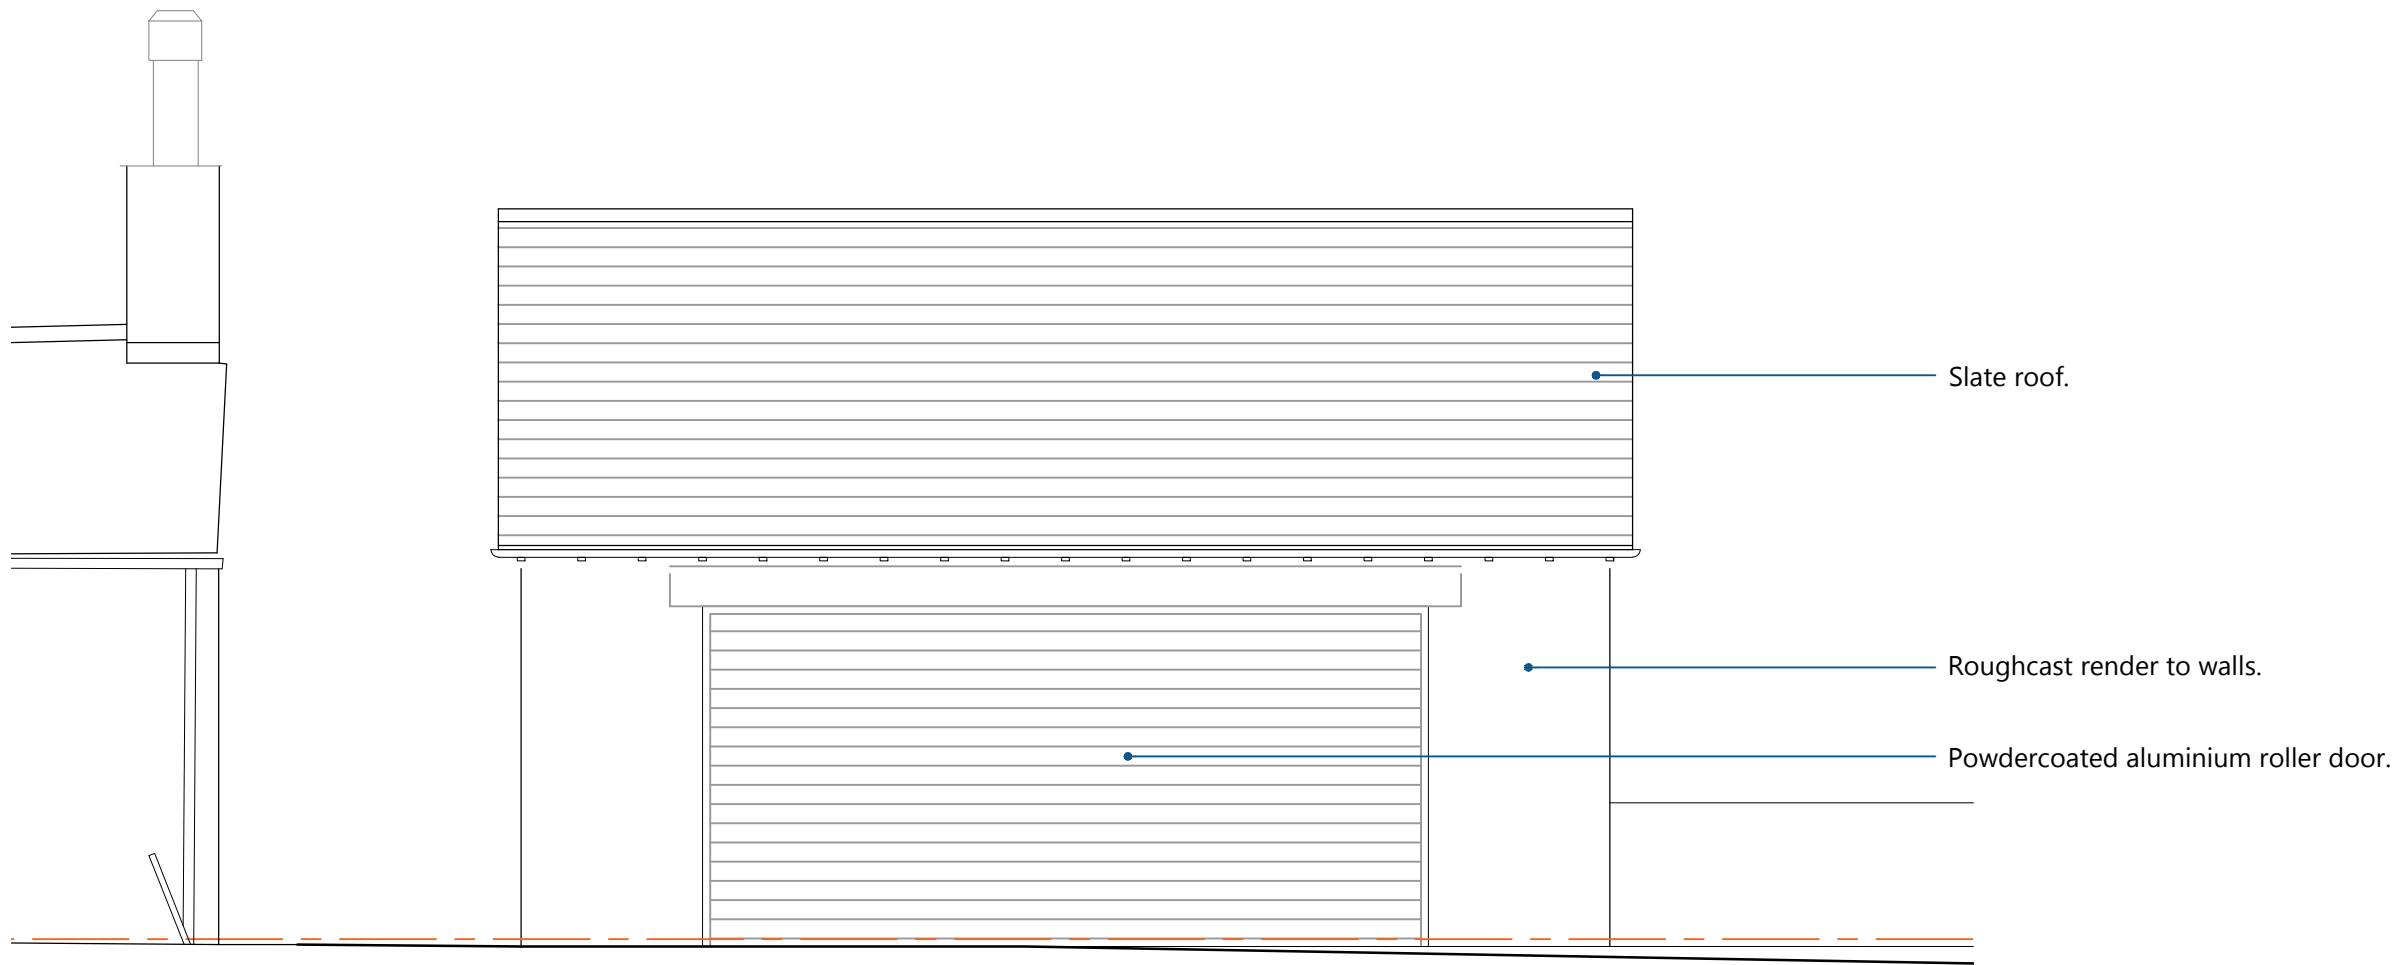 Slate roof.
Roughcast render to walls.
Powdercoated aluminium roller door.